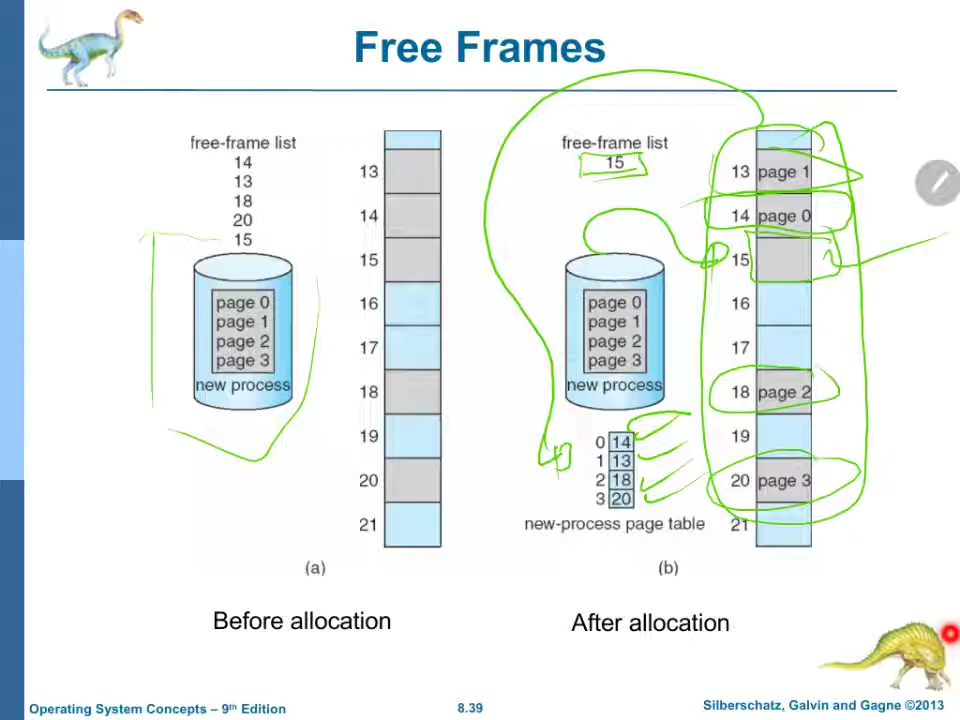 Free Frames
free-frame list
14
13
18
20
15
page 0
page 1
page 2
page 3
new process
13
14
15
16
17
18
19
20
21
(a)
Before allocation
free-frame list
15
page 0
page 1
page 2
page 3
new process
0 14
1 13
2 18
3 20
new-process page table
13 page 1
14 page 0
15
16
17
18 page 2
19
20 page 3
21
(b)
After allocation
Operating System Concepts – 9th Edition
8.39
Silberschatz, Galvin and Gagne ©2013